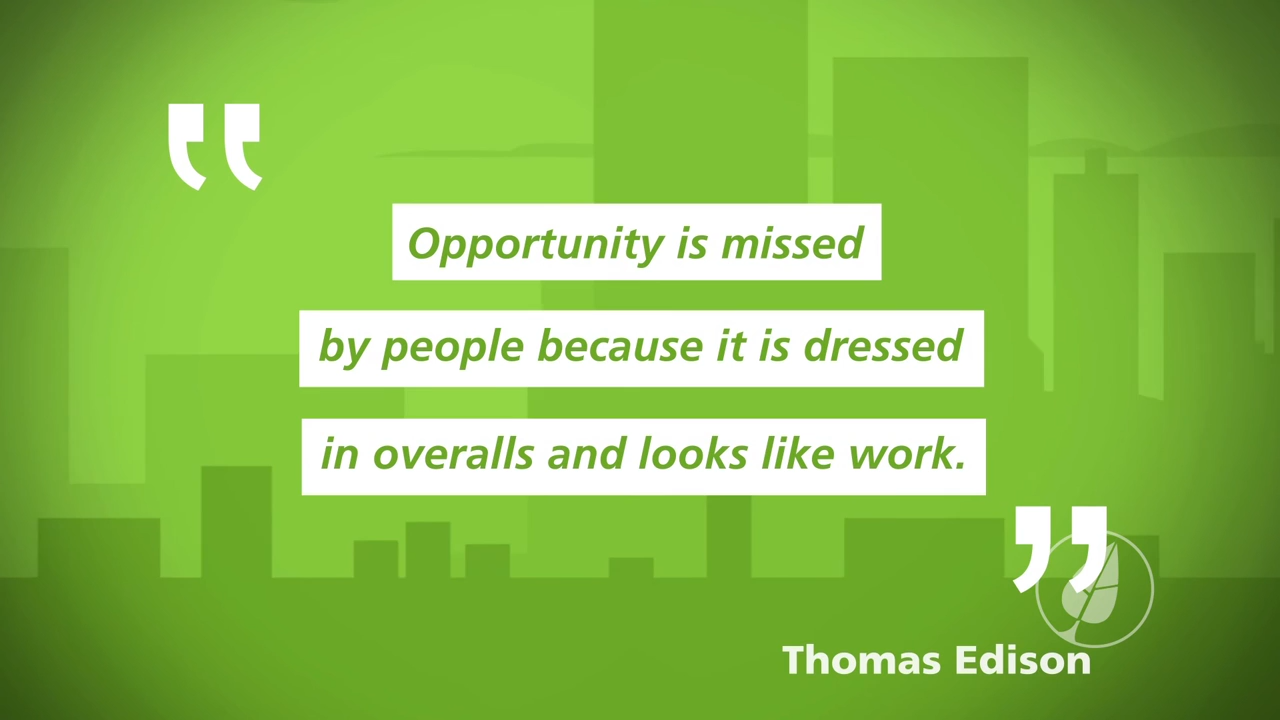 "
Opportunity is missed
by people because it is dressed
in overalls and looks like work.
"
Thomas Edison